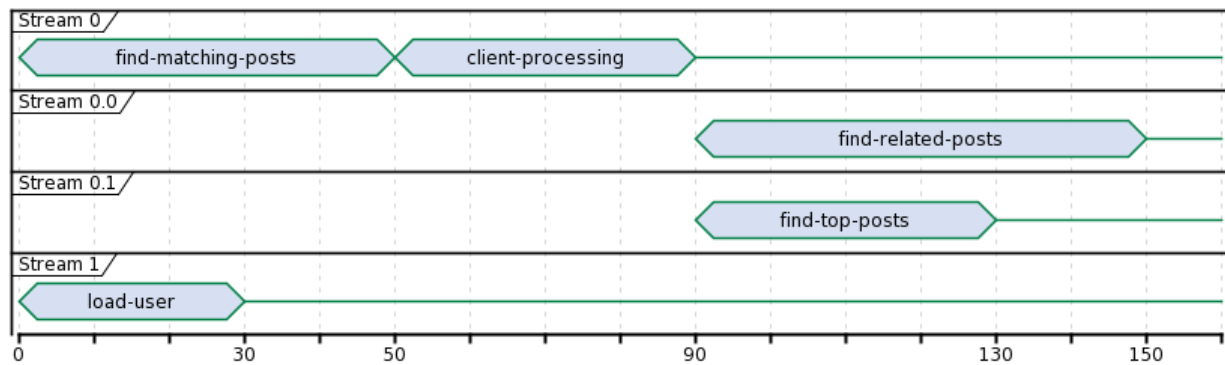 Stream 0
find-matching-posts client-processing
Stream 0.0
find-related-posts
Stream 0.1
find-top-posts
Stream 1
load-user
0 30 50 90 130 150